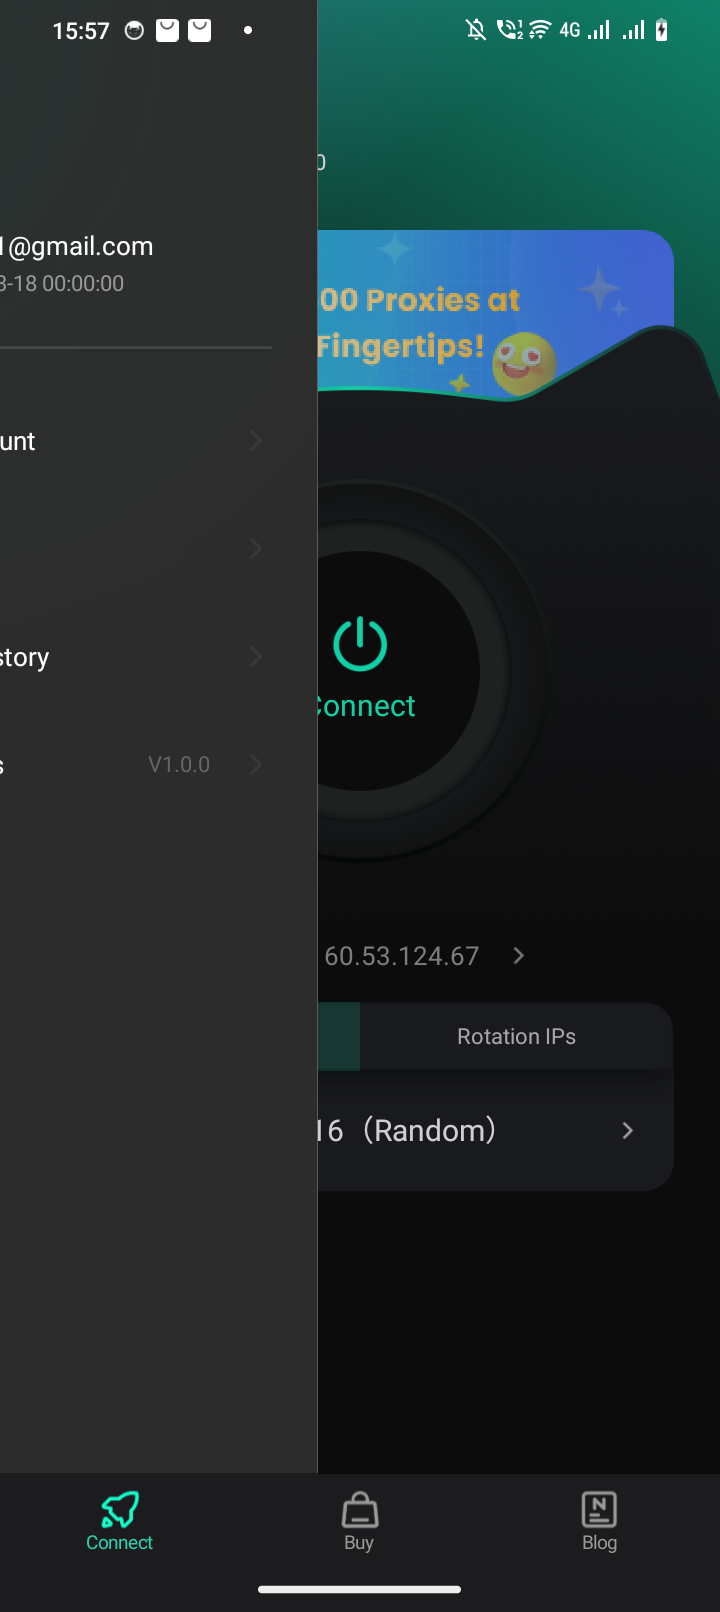 15:57
4G
0
1@gmail.com
3-18 00:00:00
00 Proxies at
Fingertips!
unt
story
Connect
s V1.0.0
60.53.124.67
Rotation IPs
16（Random）
Connect
Buy
Blog